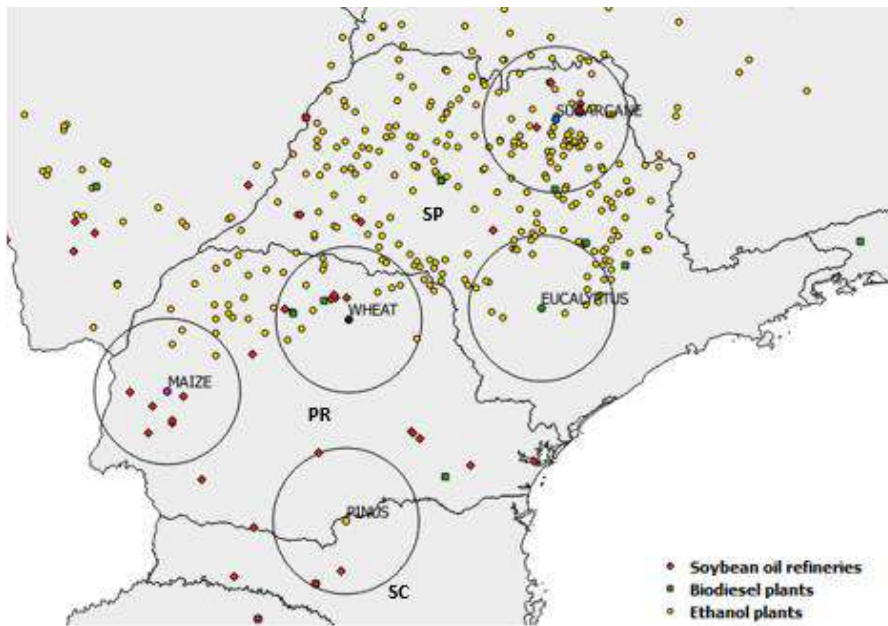 SUGARCANE
SP
EUCALYPTUS
WHEAT
MAIZE
PR
PINUS
SC
Soybean oil refineries
Biodiesel plants
Ethanol plants